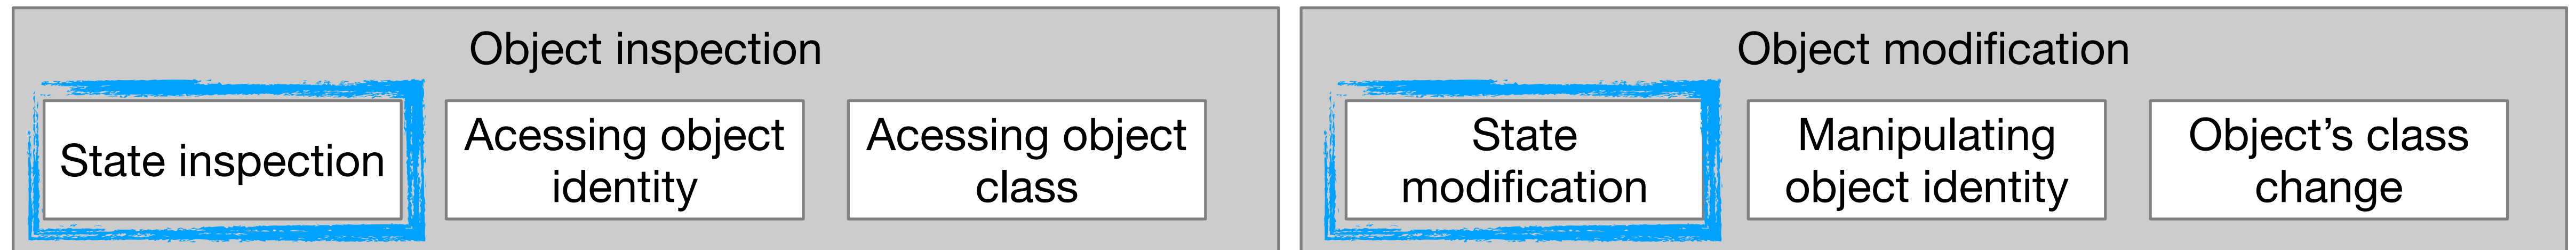 Object inspection
State inspection
Acessing object
identity
Acessing object
class
Object modification
State
modification
Manipulating
object identity
Object’s class
change